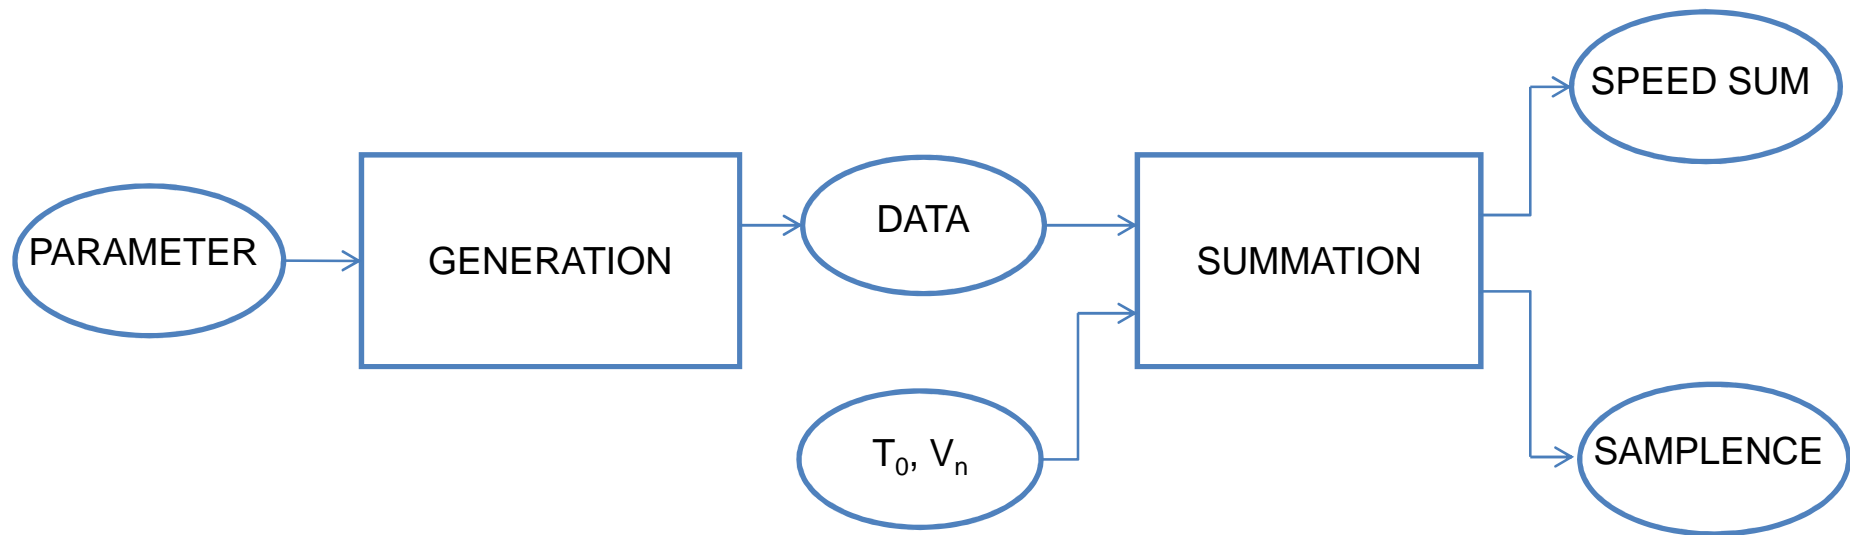 SPEED SUM
PARAMETER
GENERATION
DATA
SUMMATION
T₀, Vₙ
SAMPLENCE